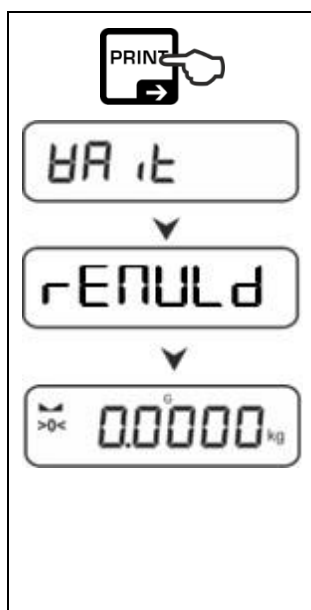 PRINT
WAit
rEMULd
>0<
G
0.0000 kg